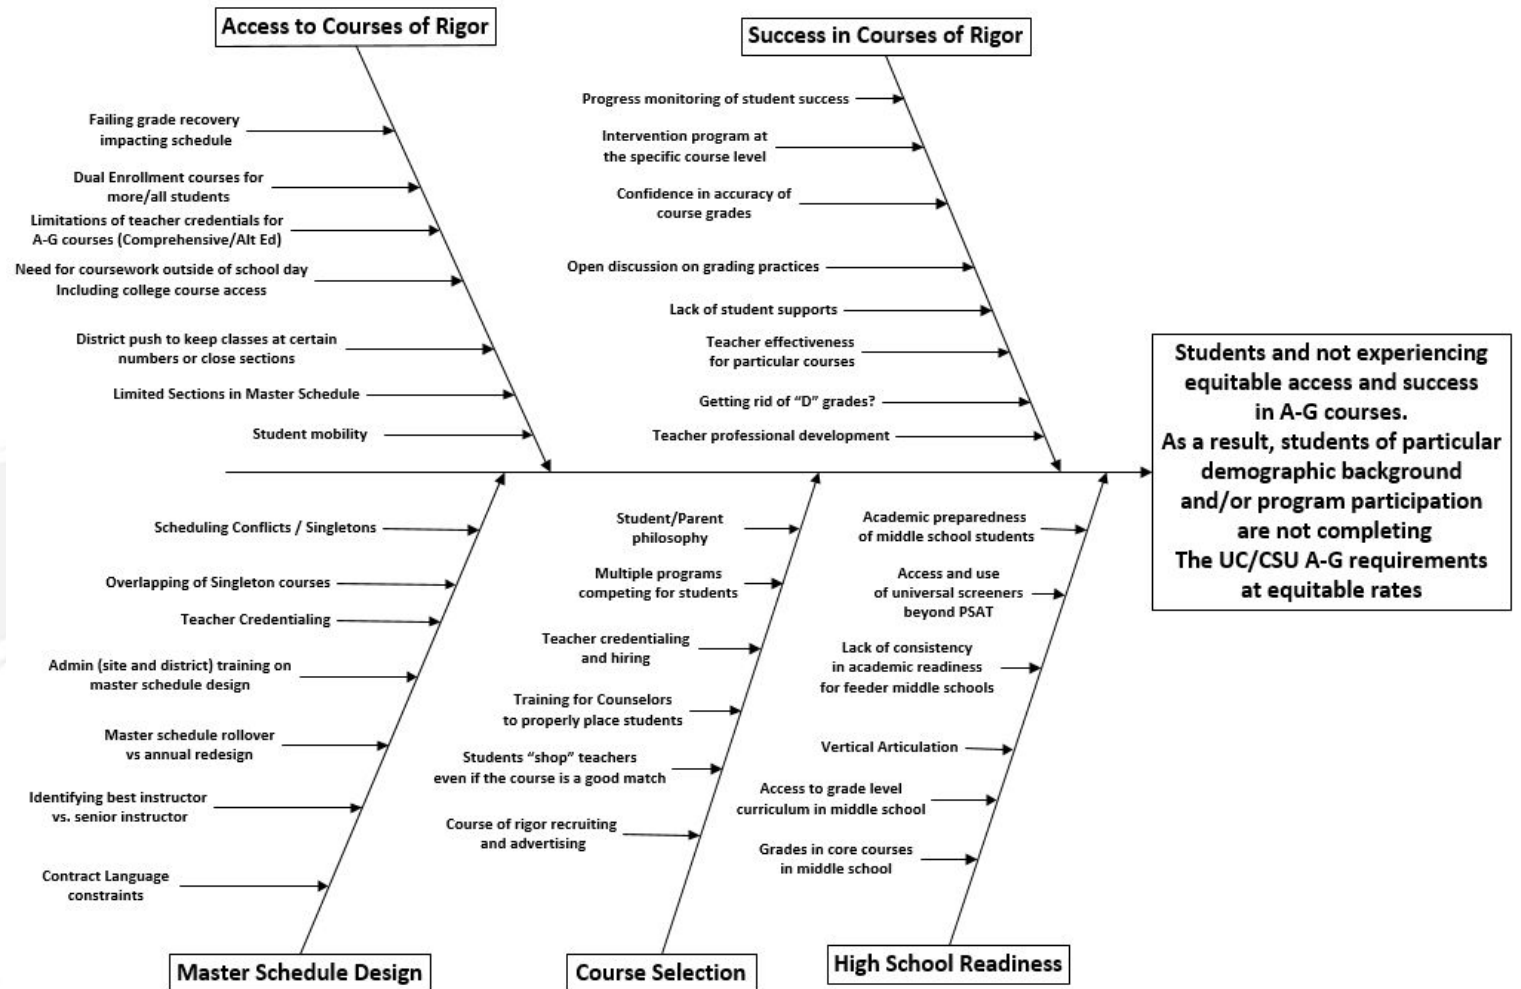 Access to Courses of Rigor
Failing grade recovery
impacting schedule
Dual Enrollment courses for
more/all students
Limitations of teacher credentials for
A-G courses (Comprehensive/Alt Ed)
Need for coursework outside of school day
Including college course access
District push to keep classes at certain
numbers or close sections
Limited Sections in Master Schedule
Student mobility
Success in Courses of Rigor
Progress monitoring of student success
Intervention program at
the specific course level
Confidence in accuracy of
course grades
Open discussion on grading practices
Lack of student supports
Teacher effectiveness
for particular courses
Getting rid of “D” grades?
Teacher professional development
Students and not experiencing
equitable access and success
in A-G courses.
As a result, students of particular
demographic background
and/or program participation
are not completing
The UC/CSU A-G requirements
at equitable rates
Scheduling Conflicts / Singletons
Overlapping of Singleton courses
Teacher Credentialing
Admin (site and district) training on
master schedule design
Master schedule rollover
vs annual redesign
Identifying best instructor
vs. senior instructor
Contract Language
constraints
Master Schedule Design
Student/Parent
philosophy
Multiple programs
competing for students
Teacher credentialing
and hiring
Training for Counselors
to properly place students
Students “shop” teachers
even if the course is a good match
Course of rigor recruiting
and advertising
Course Selection
Academic preparedness
of middle school students
Access and use
of universal screeners
beyond PSAT
Lack of consistency
in academic readiness
for feeder middle schools
Vertical Articulation
Access to grade level
curriculum in middle school
Grades in core courses
in middle school
High School Readiness